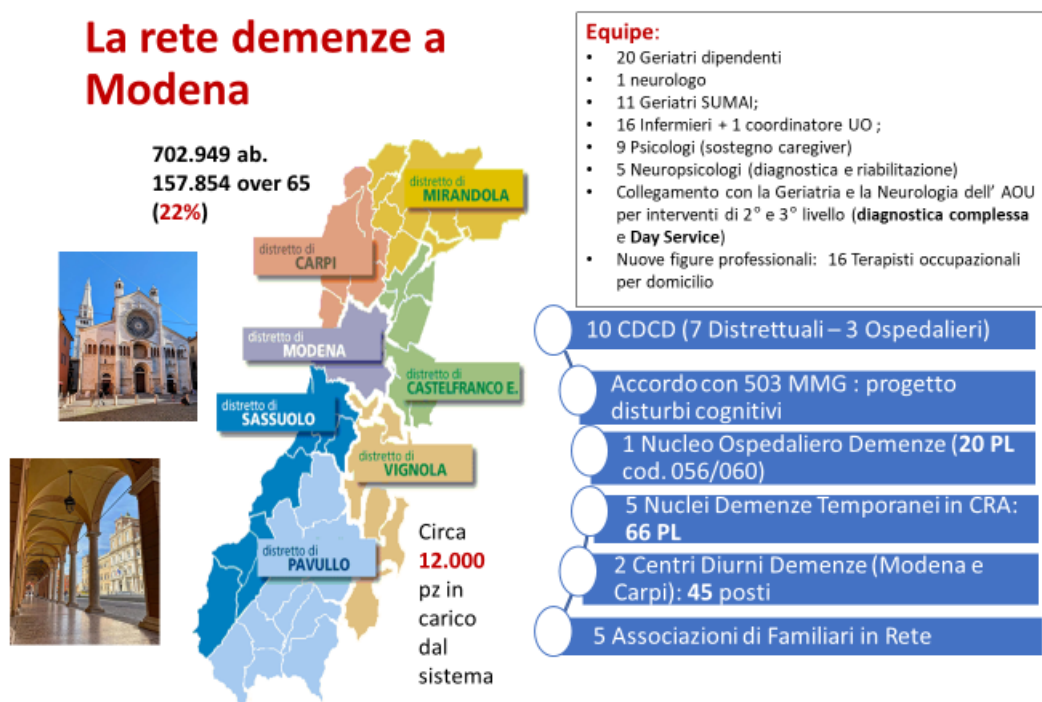 La rete demenze a
Modena
702.949 ab.
157.854 over 65
(22%)
distretto di
MIRANDOLA
distretto di
CARPI
distretto di
MODENA
distretto di
CASTELFRANCO E.
distretto di
SASSUOLO
distretto di
VIGNOLA
distretto di
PAVULLO
Circa
12.000
pz in
carico
dal
sistema
Equipe:
• 20 Geriatri dipendenti
• 1 neurologo
• 11 Geriatri SUMAI;
• 16 Infermieri + 1 coordinatore UO ;
• 9 Psicologi (sostegno caregiver)
• 5 Neuropsicologi (diagnostica e riabilitazione)
• Collegamento con la Geriatria e la Neurologia dell' AOU
per interventi di 2° e 3° livello (diagnostica complessa
e Day Service)
• Nuove figure professionali: 16 Terapisti occupazionali
per domicilio
10 CDCD (7 Distrettuali – 3 Ospedalieri)
Accordo con 503 MMG : progetto
disturbi cognitivi
1 Nucleo Ospedaliero Demenze (20 PL
cod. 056/060)
5 Nuclei Demenze Temporanei in CRA:
66 PL
2 Centri Diurni Demenze (Modena e
Carpi): 45 posti
5 Associazioni di Familiari in Rete